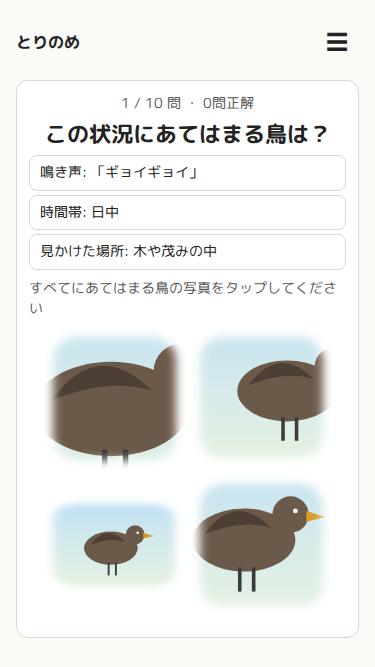 とりのめ
1 / 10 問 · 0問正解
この状況にあてはまる鳥は？
鳴き声: 「ギョイギョイ」
時間帯: 日中
見かけた場所: 木や茂みの中
すべてにあてはまる鳥の写真をタップしてくださ
い